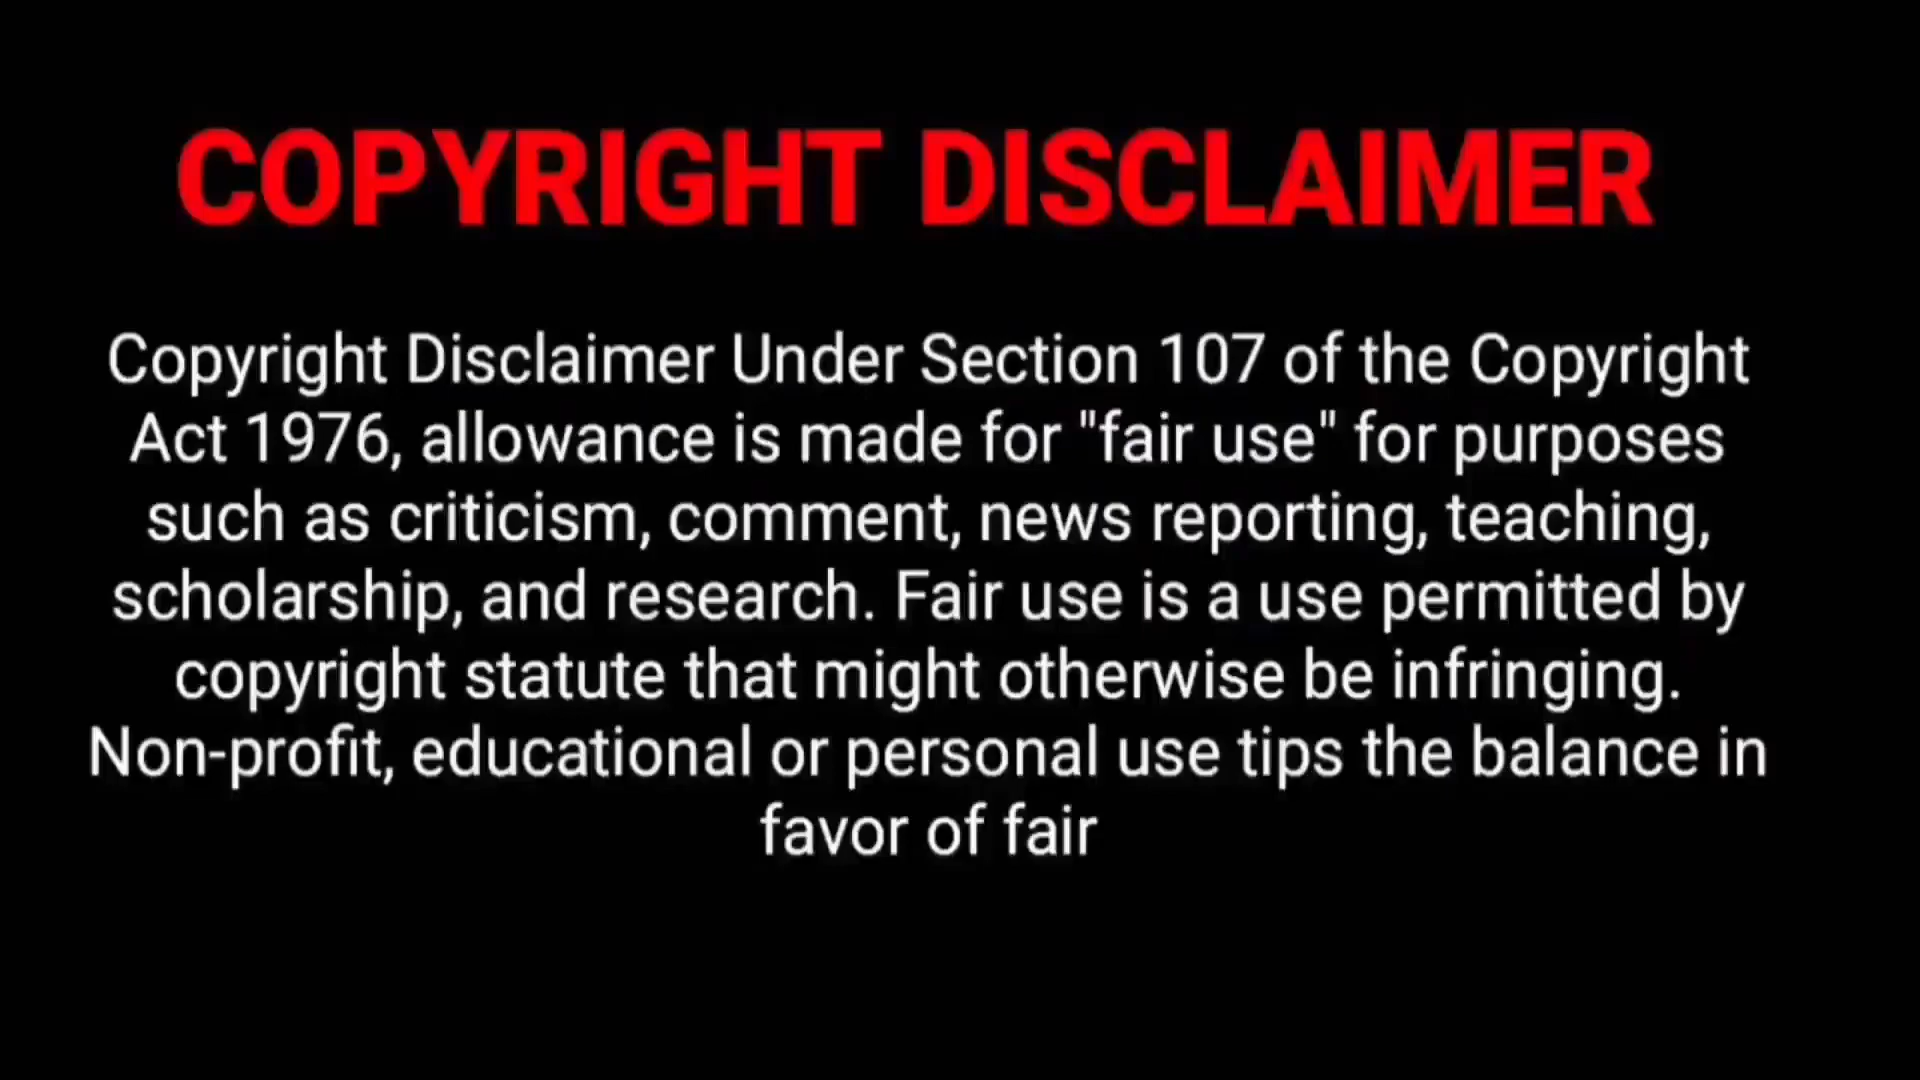 COPYRIGHT DISCLAIMER
Copyright Disclaimer Under Section 107 of the Copyright
Act 1976, allowance is made for "fair use" for purposes
such as criticism, comment, news reporting, teaching,
scholarship, and research. Fair use is a use permitted by
copyright statute that might otherwise be infringing.
Non-profit, educational or personal use tips the balance in
favor of fair